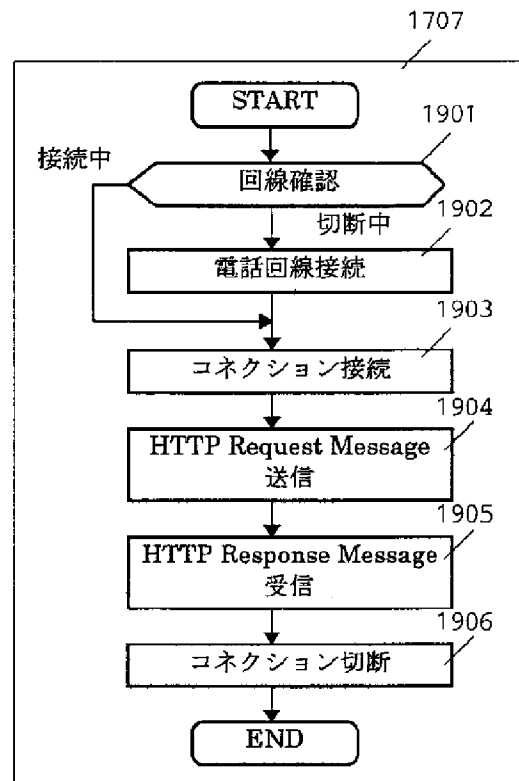 1707
START
1901
接続中
回線確認
切断中
1902
電話回線接続
1903
コネクション接続
1904
HTTP Request Message
送信
1905
HTTP Response Message
受信
1906
コネクション切断
END